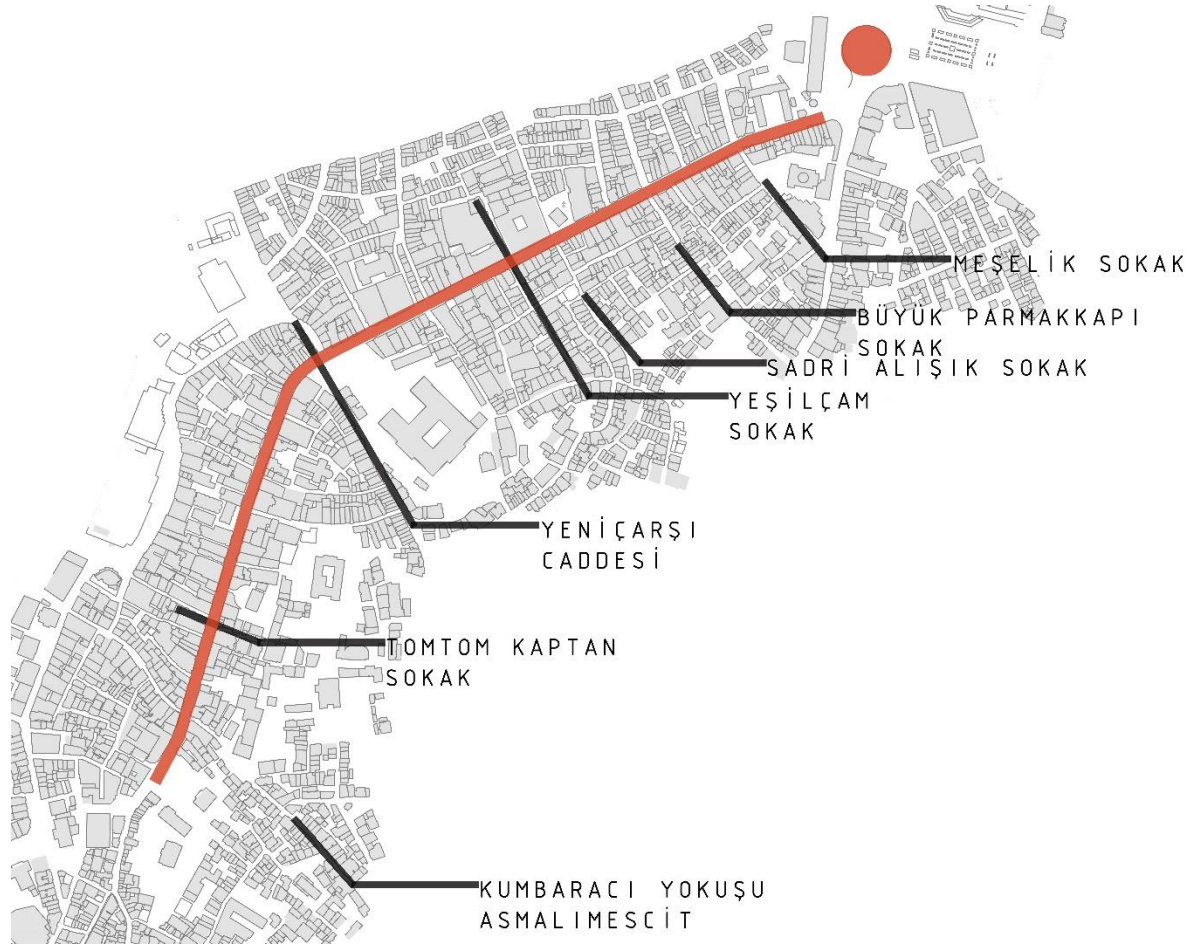 MEŞELİK SOKAK
BÜYÜK PARMAKKAPI
SOKAK
SADRİ ALIŞIK SOKAK
YEŞİLÇAM
SOKAK
YENİÇARŞI
CADDESİ
TOMTOM KAPTAN
SOKAK
KUMBARACI YOKUŞU
ASMALIMESCİT